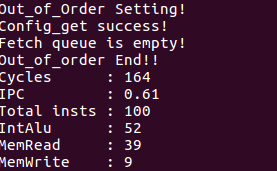 Out_of_Order Setting!
Config_get success!
Fetch queue is empty!
Out_of_order End!!
Cycles : 164
IPC : 0.61
Total insts : 100
IntAlu : 52
MemRead : 39
MemWrite : 9